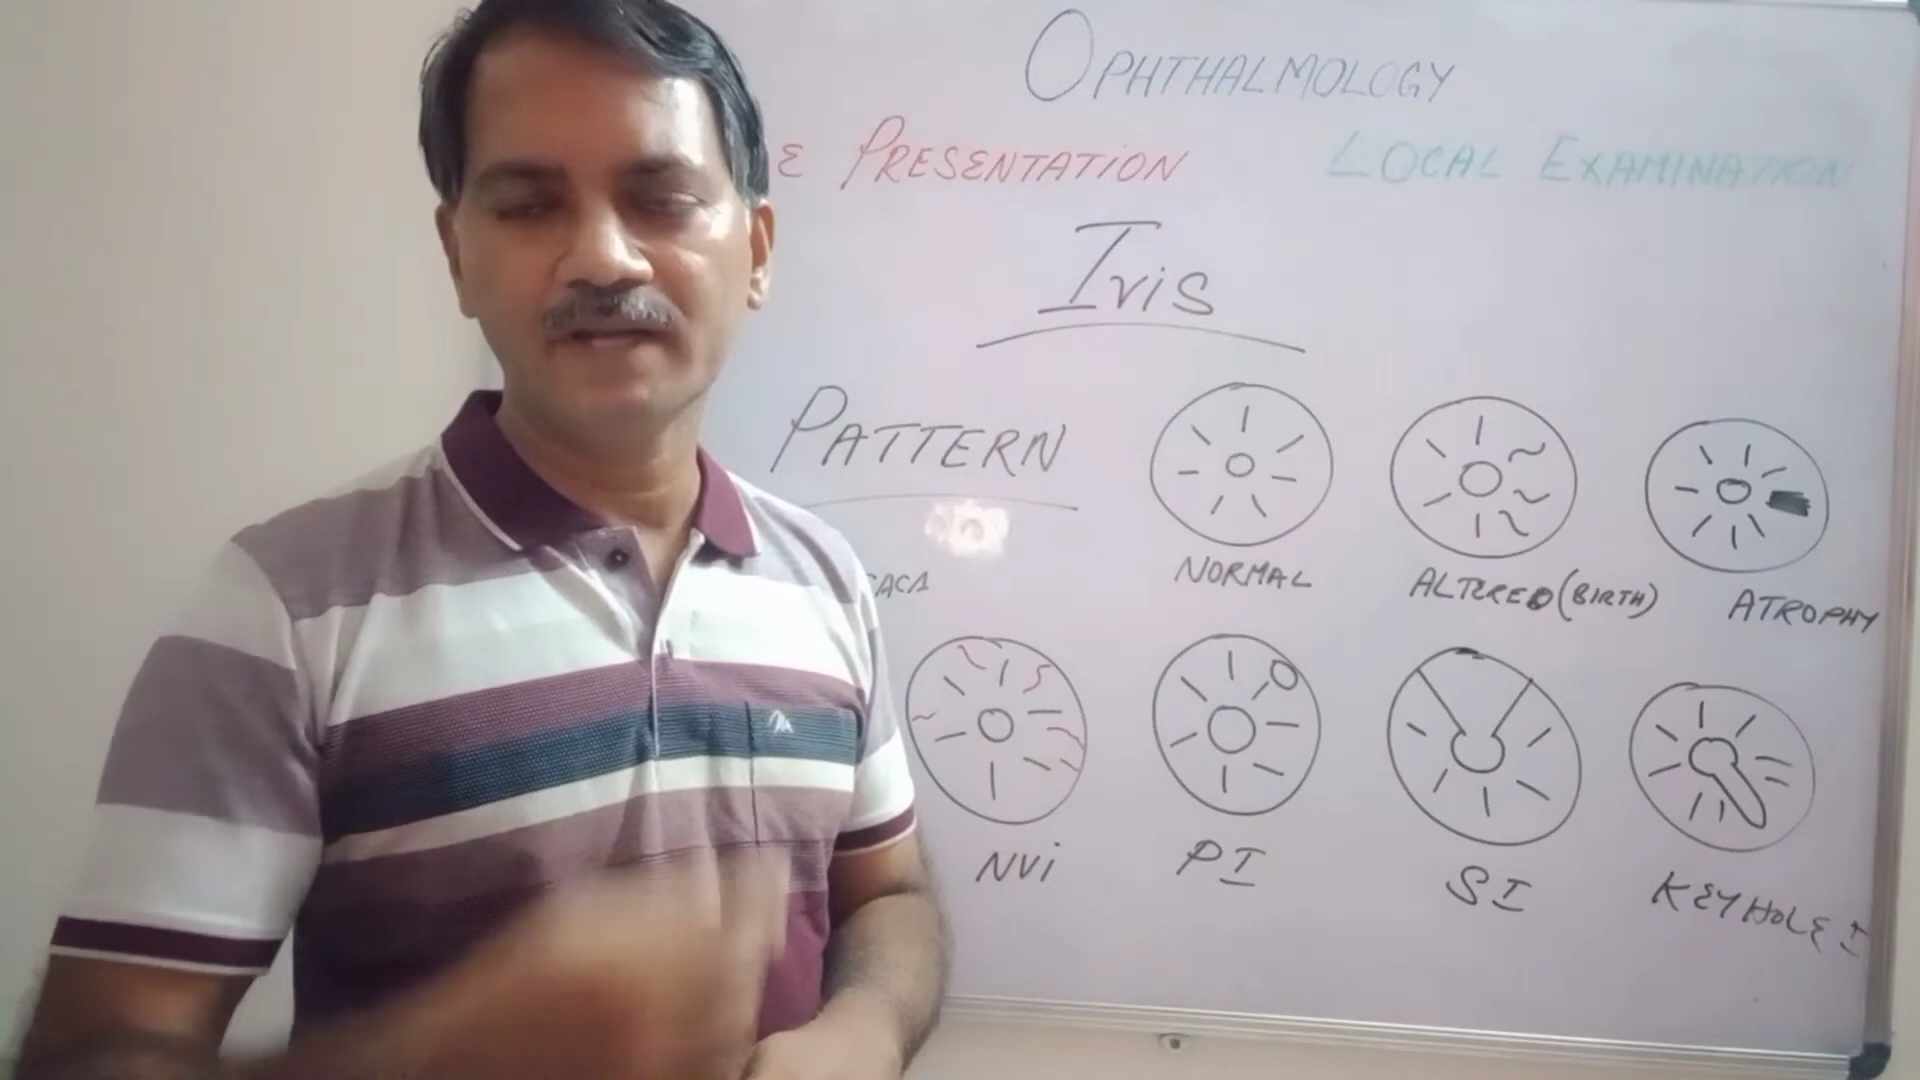 OPHTHALMOLOGY
E PRESENTATION LOCAL EXAMINATION
Iris
PATTERN
NORMAL ALTERED (BIRTH) ATROPHY
NVi PI SI KEYHOLE I